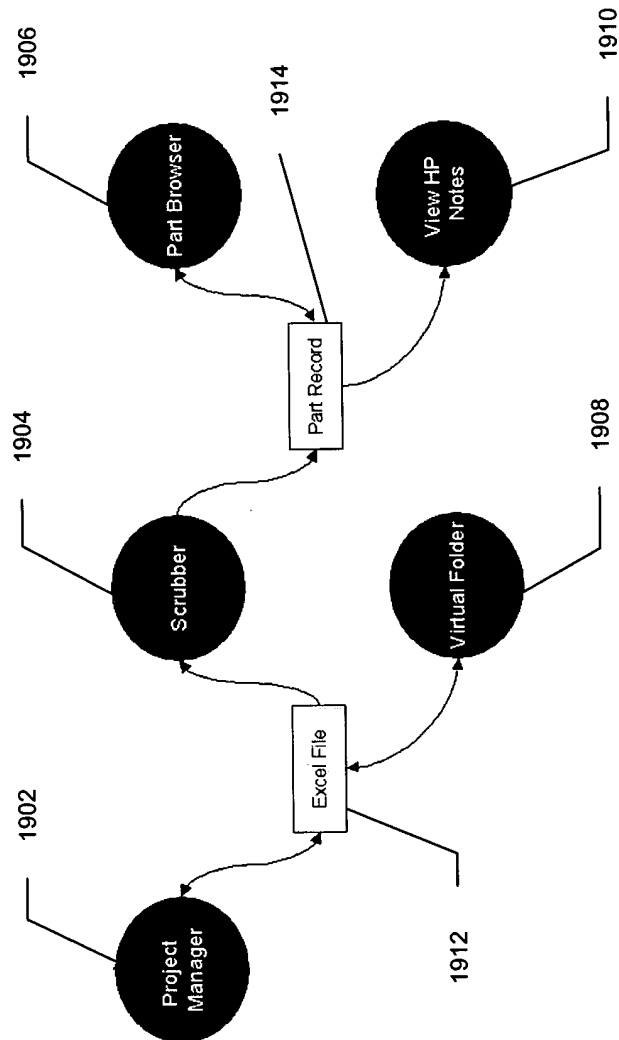 1902
1904
1906
Project
Manager
Scrubber
Part Browser
1914
Excel File
Part Record
1912
Virtual Folder
View HP
Notes
1908
1910